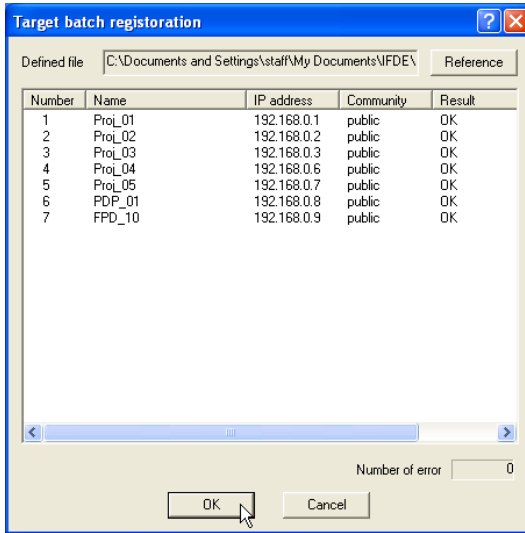 Target batch registoration
Defined file C:\Documents and Settings\staff\My Documents\IFDE\ Reference
Number Name IP address Community Result
1 Proj_01 192.168.0.1 public OK
2 Proj_02 192.168.0.2 public OK
3 Proj_03 192.168.0.3 public OK
4 Proj_04 192.168.0.6 public OK
5 Proj_05 192.168.0.7 public OK
6 PDP_01 192.168.0.8 public OK
7 FPD_10 192.168.0.9 public OK
Number of error 0
OK Cancel